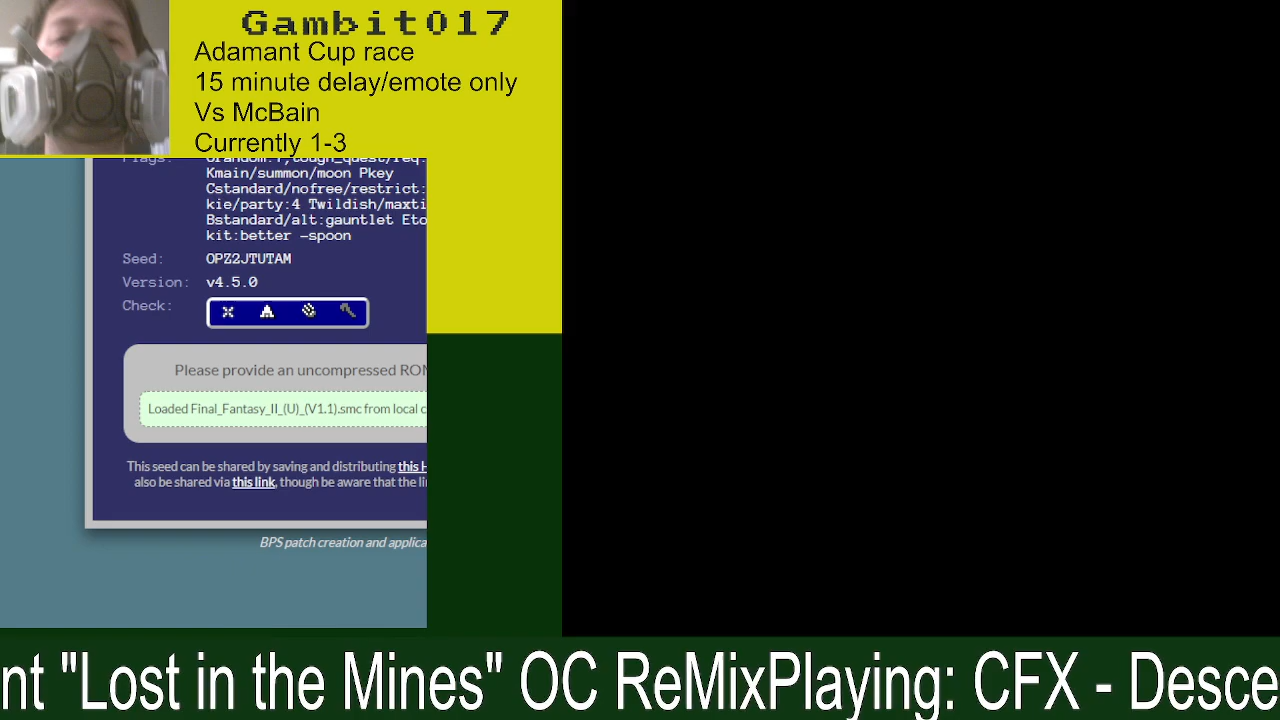 Gambit017
Adamant Cup race
15 minute delay/emote only
Vs McBain
Currently 1-3
Kmain/summon/moon Pkey
Cstandard/nofree/restrict:
kie/party:4 Twildish/maxti
Bstandard/alt:gauntlet Eto
kit:better -spoon
Seed: OPZ2JTUTAM
Version: v4.5.0
Check:
Please provide an uncompressed ROM
Loaded Final_Fantasy_II_(U)_(V1.1).smc from local c
This seed can be shared by saving and distributing this H
also be shared via this link, though be aware that the li
BPS patch creation and applica
nt "Lost in the Mines" OC ReMixPlaying: CFX - Desce